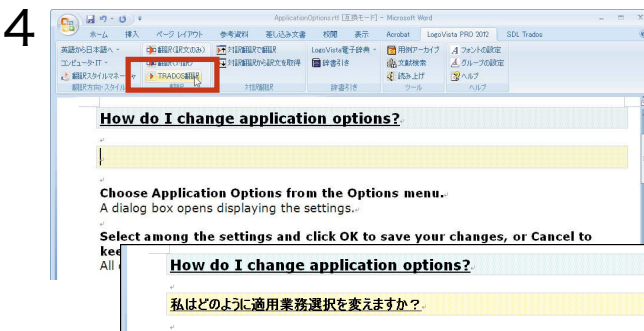 4
ApplicationOptions.rtf [互換モード] - Microsoft Word
ホーム 挿入 ページ レイアウト 参考資料 差し込み文書 校閲 表示 Acrobat LogoVista PRO 2012 SDL Trados
英語から日本語へ 翻訳(訳文のみ) 対訳翻訳で翻訳 LogoVista電子辞典 用例アーカイブ フォントの設定
コンピュータ・IT 対訳翻訳から訳文を取得 辞書引き 文献検索 グループの設定
翻訳スタイルマネージャ TRADOS翻訳 読み上げ ヘルプ
翻訳方向・スタイル 翻訳 対訳翻訳 辞書引き ツール ヘルプ
How do I change application options?
Choose Application Options from the Options menu.
A dialog box opens displaying the settings.
Select among the settings and click OK to save your changes, or Cancel to
kee
All
How do I change application options?
私はどのように適用業務選択を変えますか?